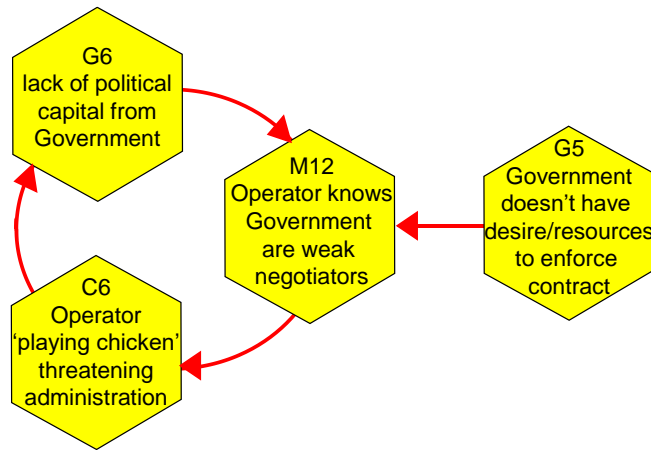 G6
lack of political
capital from
Government
M12
Operator knows
Government
are weak
negotiators
G5
Government
doesn’t have
desire/resources
to enforce
contract
C6
Operator
‘playing chicken’
threatening
administration